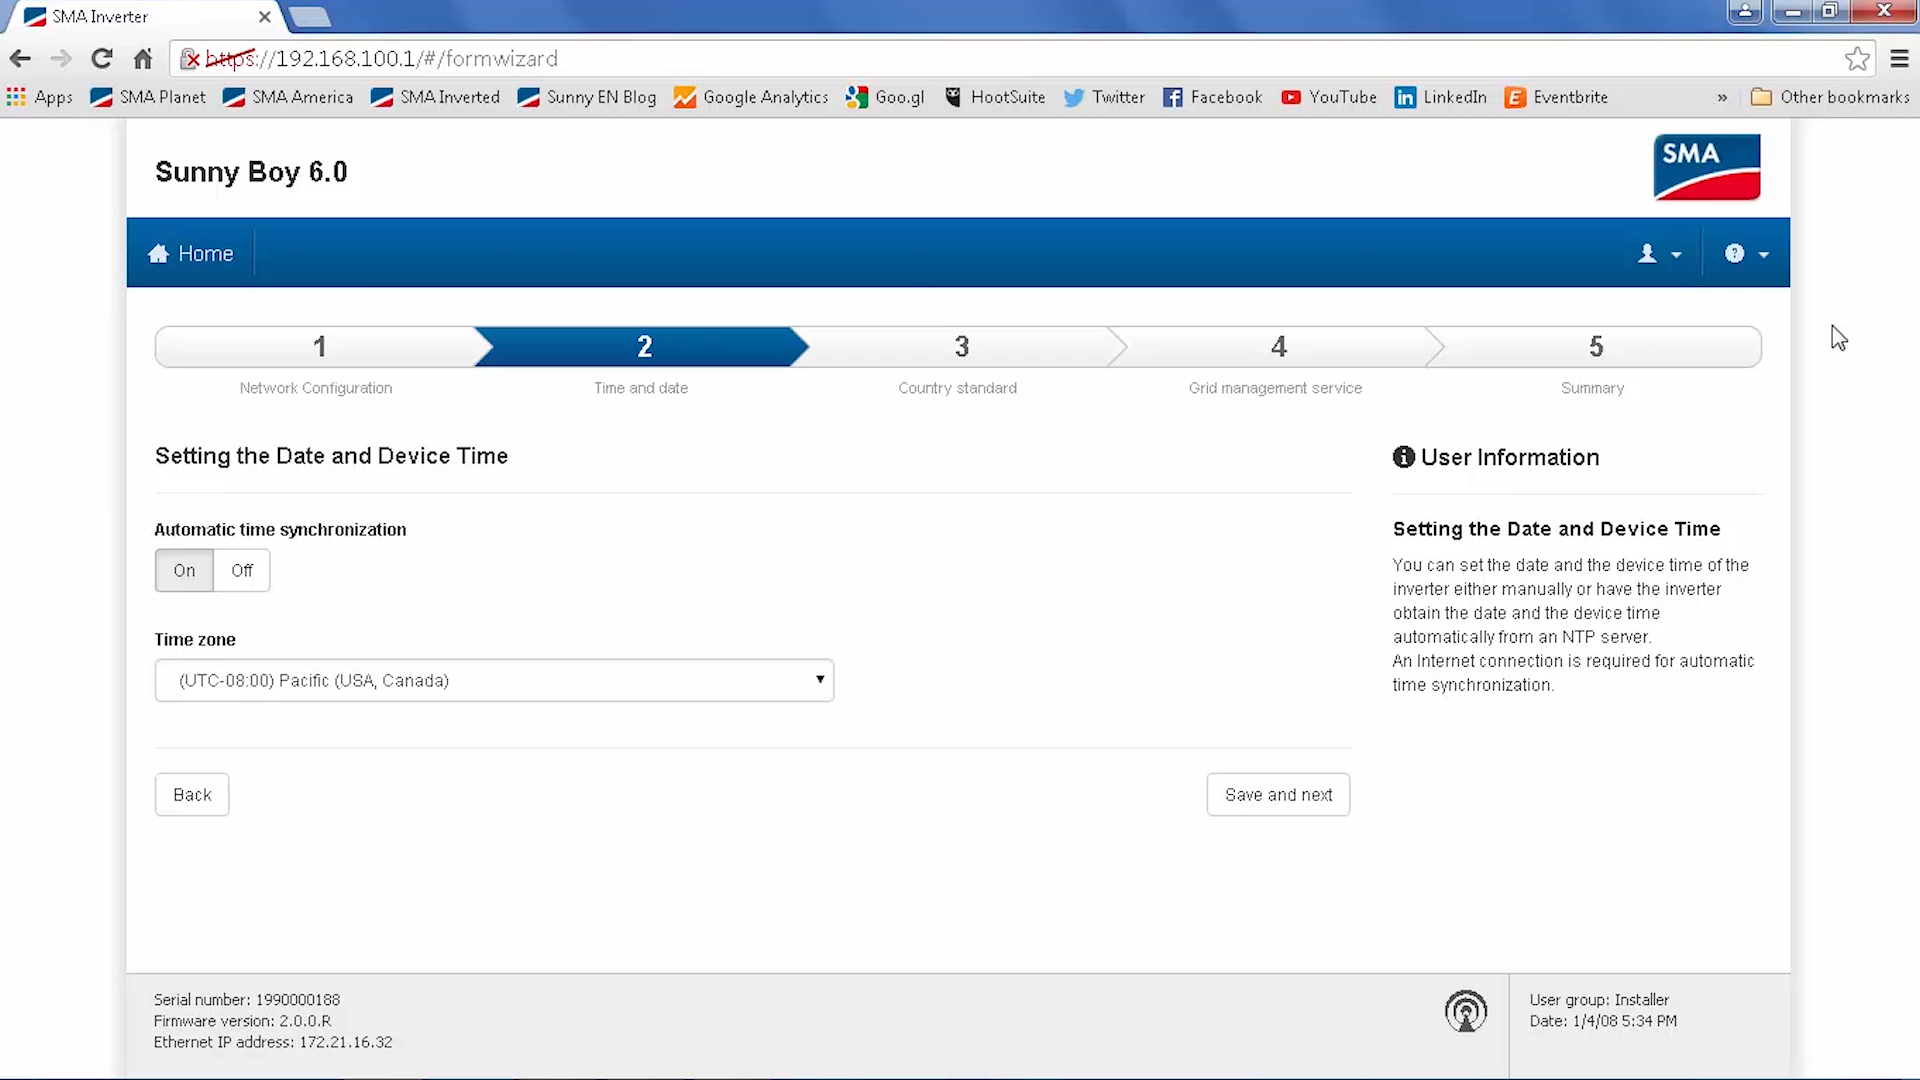 SMA Inverter
https://192.168.100.1/#/formwizard
Apps SMA Planet SMA America SMA Inverted Sunny EN Blog Google Analytics Goo.gl HootSuite Twitter Facebook YouTube LinkedIn Eventbrite » Other bookmarks
Sunny Boy 6.0
SMA
Home
1 2 3 4 5
Network Configuration Time and date Country standard Grid management service Summary
Setting the Date and Device Time
Automatic time synchronization
On Off
Time zone
(UTC-08:00) Pacific (USA, Canada)
Back
Save and next
User Information
Setting the Date and Device Time
You can set the date and the device time of the
inverter either manually or have the inverter
obtain the date and the device time
automatically from an NTP server.
An Internet connection is required for automatic
time synchronization.
Serial number: 1990000188
Firmware version: 2.0.0.R
Ethernet IP address: 172.21.16.32
User group: Installer
Date: 1/4/08 5:34 PM